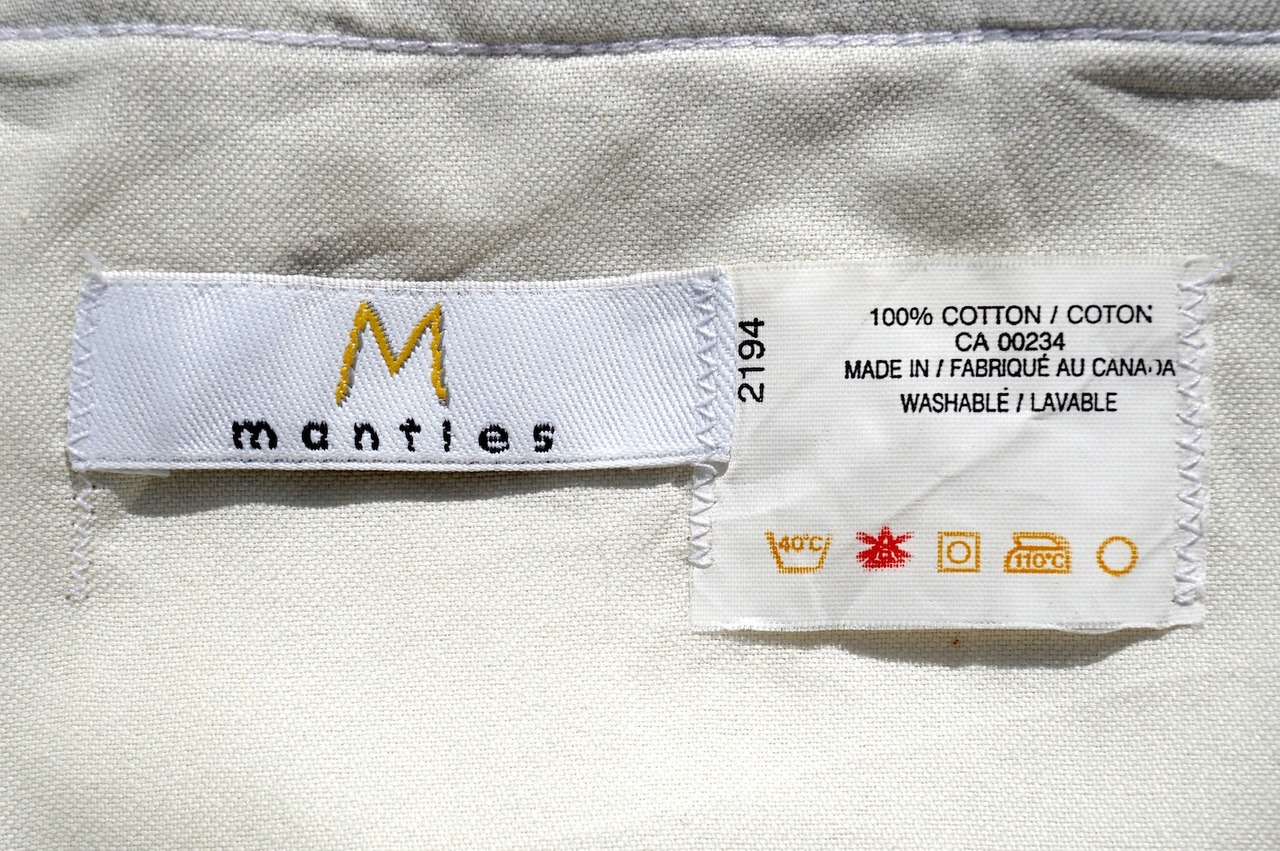 M
mantles
2194
100% COTTON / COTON
CA 00234
MADE IN / FABRIQUÉ AU CANADA
WASHABLE / LAVABLE
40°C
110°C